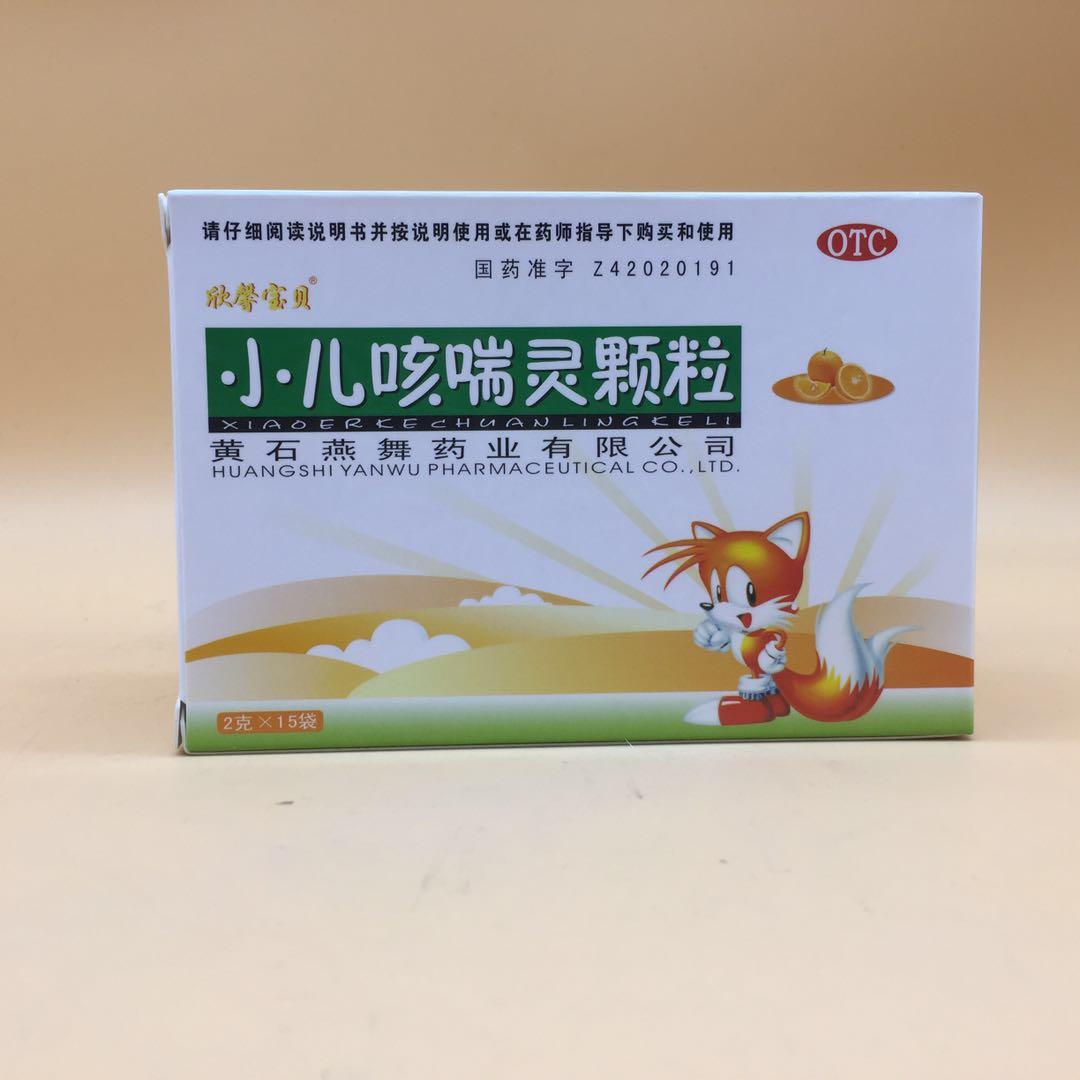 请仔细阅读说明书并按说明使用或在药师指导下购买和使用
OTC
国药准字 Z42020191
欣馨宝贝®
小儿咳喘灵颗粒
XIAOERKECHUANLINGKELI
黄石燕舞药业有限公司
HUANGSHI YANWU PHARMACEUTICAL CO.,LTD.
2克×15袋